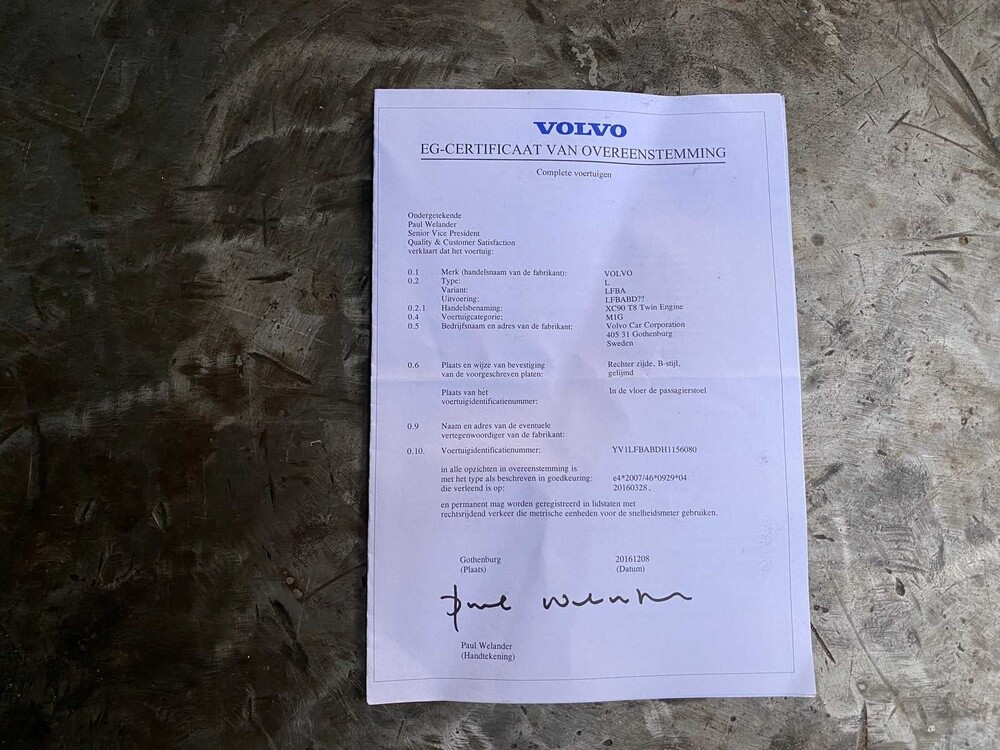 VOLVO
EG-CERTIFICAAT VAN OVEREENSTEMMING
Complete voertuigen
Ondergetekende
Paul Welander
Senior Vice President
Quality & Customer Satisfaction
verklaart dat het voertuig:
0.1 Merk (handelsnaam van de fabrikant): VOLVO
0.2 Type: L
Variant: LFBA
Uitvoering: LFBABD??
0.2.1 Handelsbenaming: XC90 T8 Twin Engine
0.4 Voertuigcategorie: M1G
0.5 Bedrijfsnaam en adres van de fabrikant: Volvo Car Corporation
405 31 Gothenburg
Sweden
0.6 Plaats en wijze van bevestiging Rechter zijde, B-stijl,
van de voorgeschreven platen: gelijmd
Plaats van het In de vloer de passagierstoel
voertuigidentificatienummer:
0.9 Naam en adres van de eventuele
vertegenwoordiger van de fabrikant:
0.10. Voertuigidentificatienummer: YV1LFBABDH1156080
in alle opzichten in overeenstemming is
met het type als beschreven in goedkeuring: e4*2007/46*0929*04
die verleend is op: 20160328,
en permanent mag worden geregistreerd in lidstaten met
rechtsrijdend verkeer die metrische eenheden voor de snelheidsmeter gebruiken.
Gothenburg 20161208
(Plaats) (Datum)
Paul Welander
Paul Welander
(Handtekening)